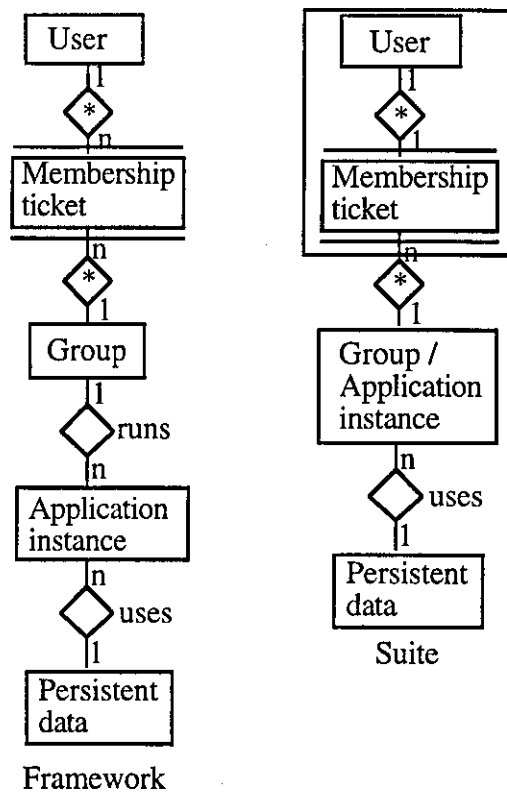 User
1
*
n
Membership
ticket
n
*
1
Group
1
runs
n
Application
instance
n
uses
1
Persistent
data
Framework
User
1
*
1
Membership
ticket
n
*
1
Group /
Application
instance
n
uses
1
Persistent
data
Suite